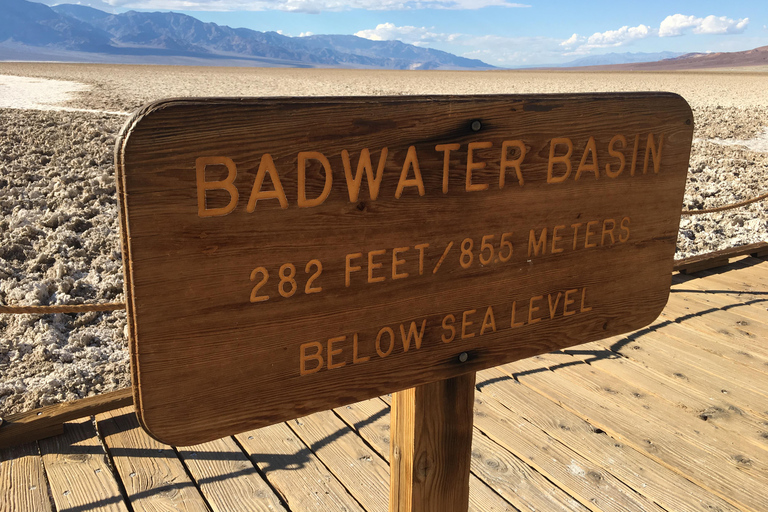 BADWATER BASIN
282 FEET/85.5 METERS
BELOW SEA LEVEL